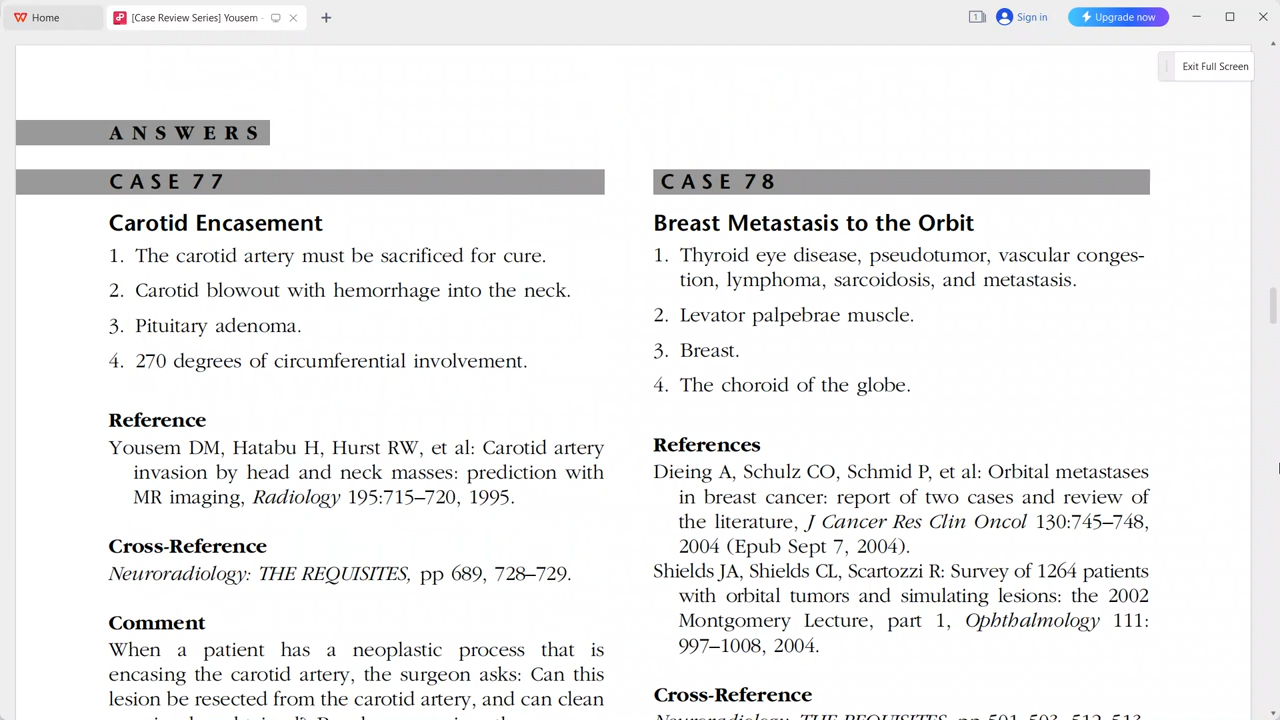 Home
[Case Review Series] Yousem -
1
Sign in
Upgrade now
Exit Full Screen
ANSWERS
CASE 77
Carotid Encasement
1. The carotid artery must be sacrificed for cure.
2. Carotid blowout with hemorrhage into the neck.
3. Pituitary adenoma.
4. 270 degrees of circumferential involvement.
Reference
Yousem DM, Hatabu H, Hurst RW, et al: Carotid artery
invasion by head and neck masses: prediction with
MR imaging, Radiology 195:715–720, 1995.
Cross-Reference
Neuroradiology: THE REQUISITES, pp 689, 728–729.
Comment
When a patient has a neoplastic process that is
encasing the carotid artery, the surgeon asks: Can this
lesion be resected from the carotid artery, and can clean
CASE 78
Breast Metastasis to the Orbit
1. Thyroid eye disease, pseudotumor, vascular conges-
tion, lymphoma, sarcoidosis, and metastasis.
2. Levator palpebrae muscle.
3. Breast.
4. The choroid of the globe.
References
Dieing A, Schulz CO, Schmid P, et al: Orbital metastases
in breast cancer: report of two cases and review of
the literature, J Cancer Res Clin Oncol 130:745–748,
2004 (Epub Sept 7, 2004).
Shields JA, Shields CL, Scartozzi R: Survey of 1264 patients
with orbital tumors and simulating lesions: the 2002
Montgomery Lecture, part 1, Ophthalmology 111:
997–1008, 2004.
Cross-Reference
Neuroradiology: THE REQUISITES, pp 501, 503, 512–513.